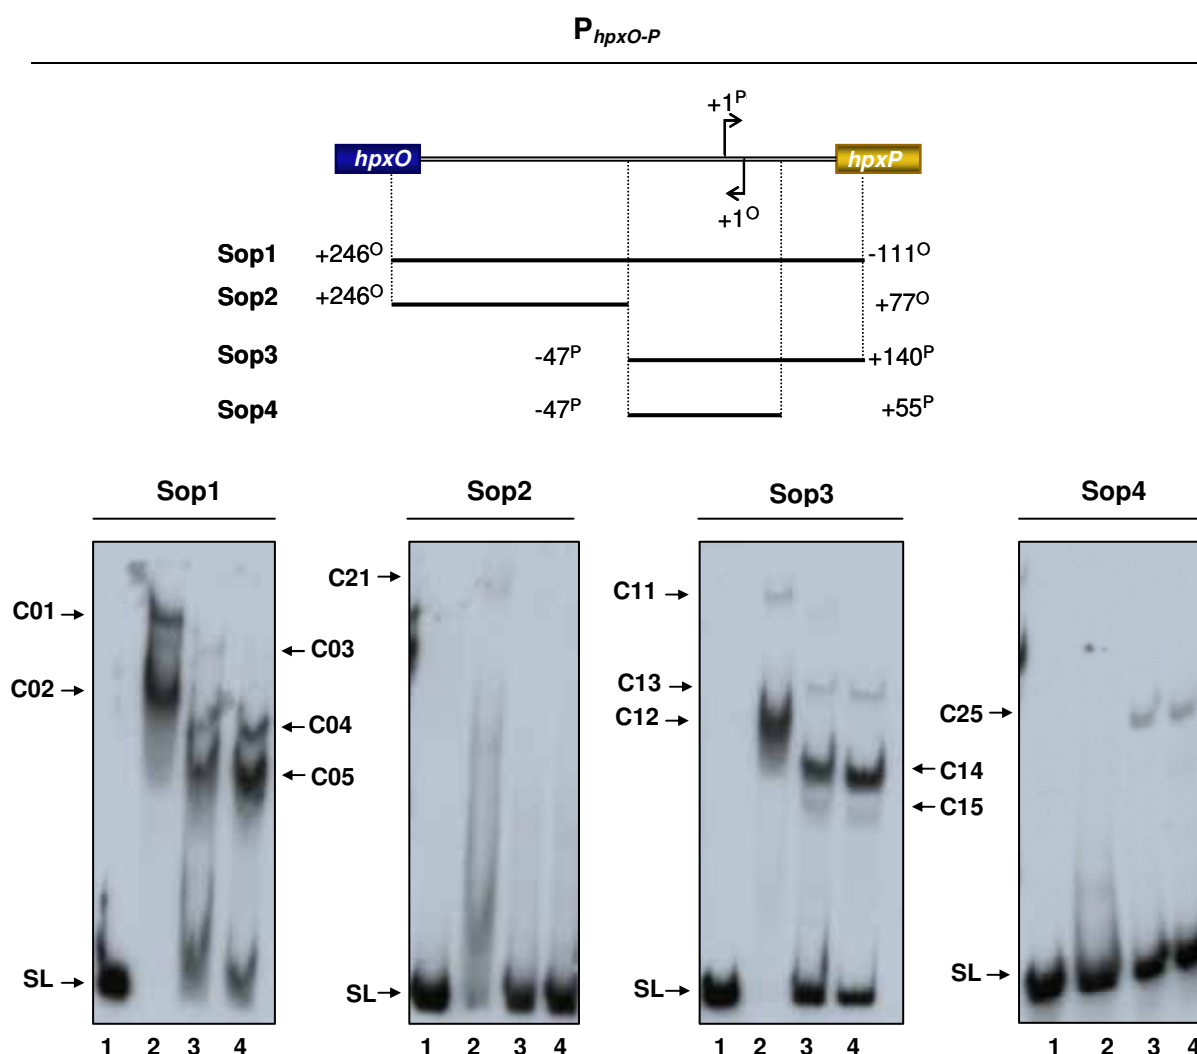 PhpxO-P
+1P
hpxO hpxP
+1O
Sop1 +246O -111O
Sop2 +246O +77O
Sop3 -47P +140P
Sop4 -47P +55P
Sop1 Sop2 Sop3 Sop4
C21
C11
C01
C03
C13
C02
C12
C25
C04
C05
C14
C15
SL SL SL SL
1 2 3 4 1 2 3 4 1 2 3 4 1 2 3 4